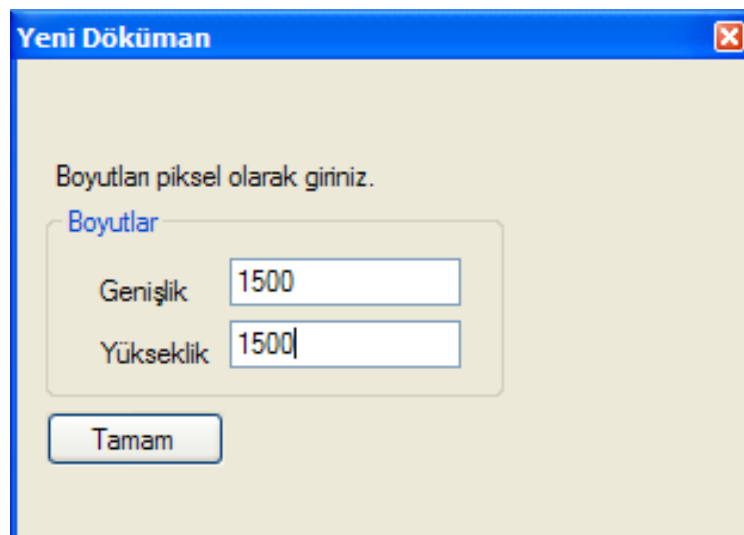 Yeni Döküman
Boyutları piksel olarak giriniz.
Boyutlar
Genişlik 1500
Yükseklik 1500
Tamam